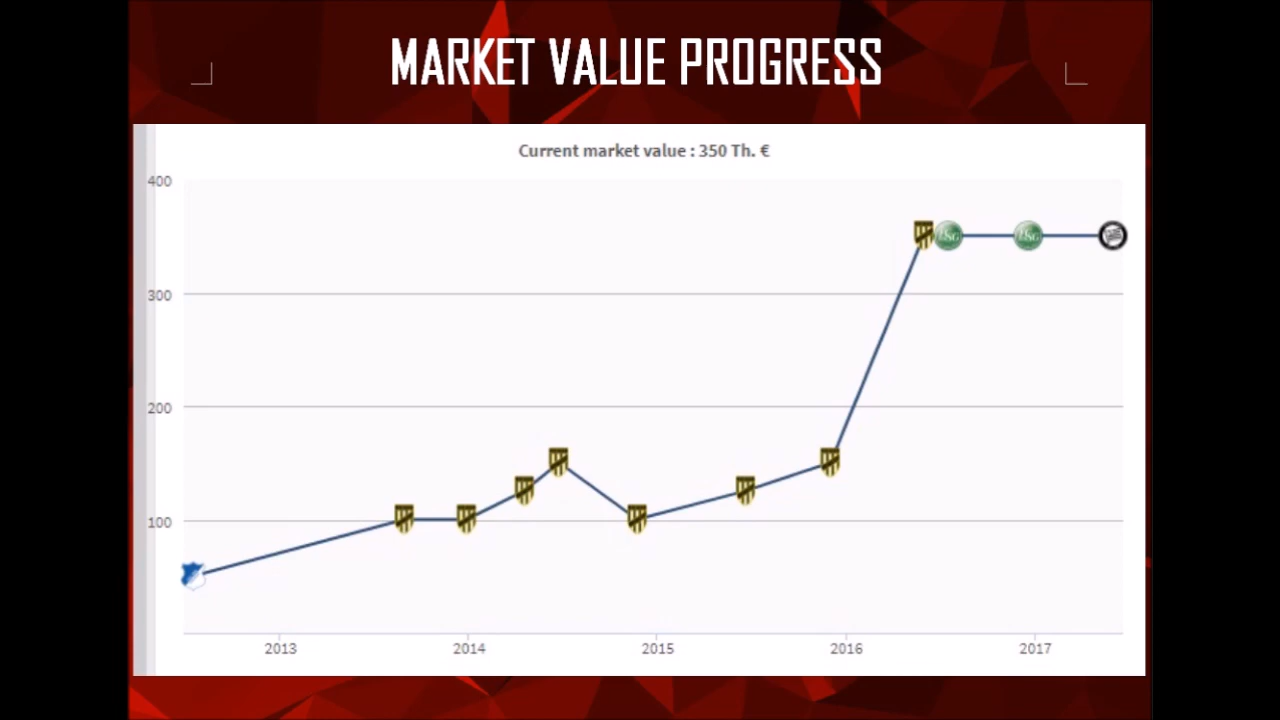 MARKET VALUE PROGRESS
Current market value : 350 Th. €
400
300
200
100
2013 2014 2015 2016 2017